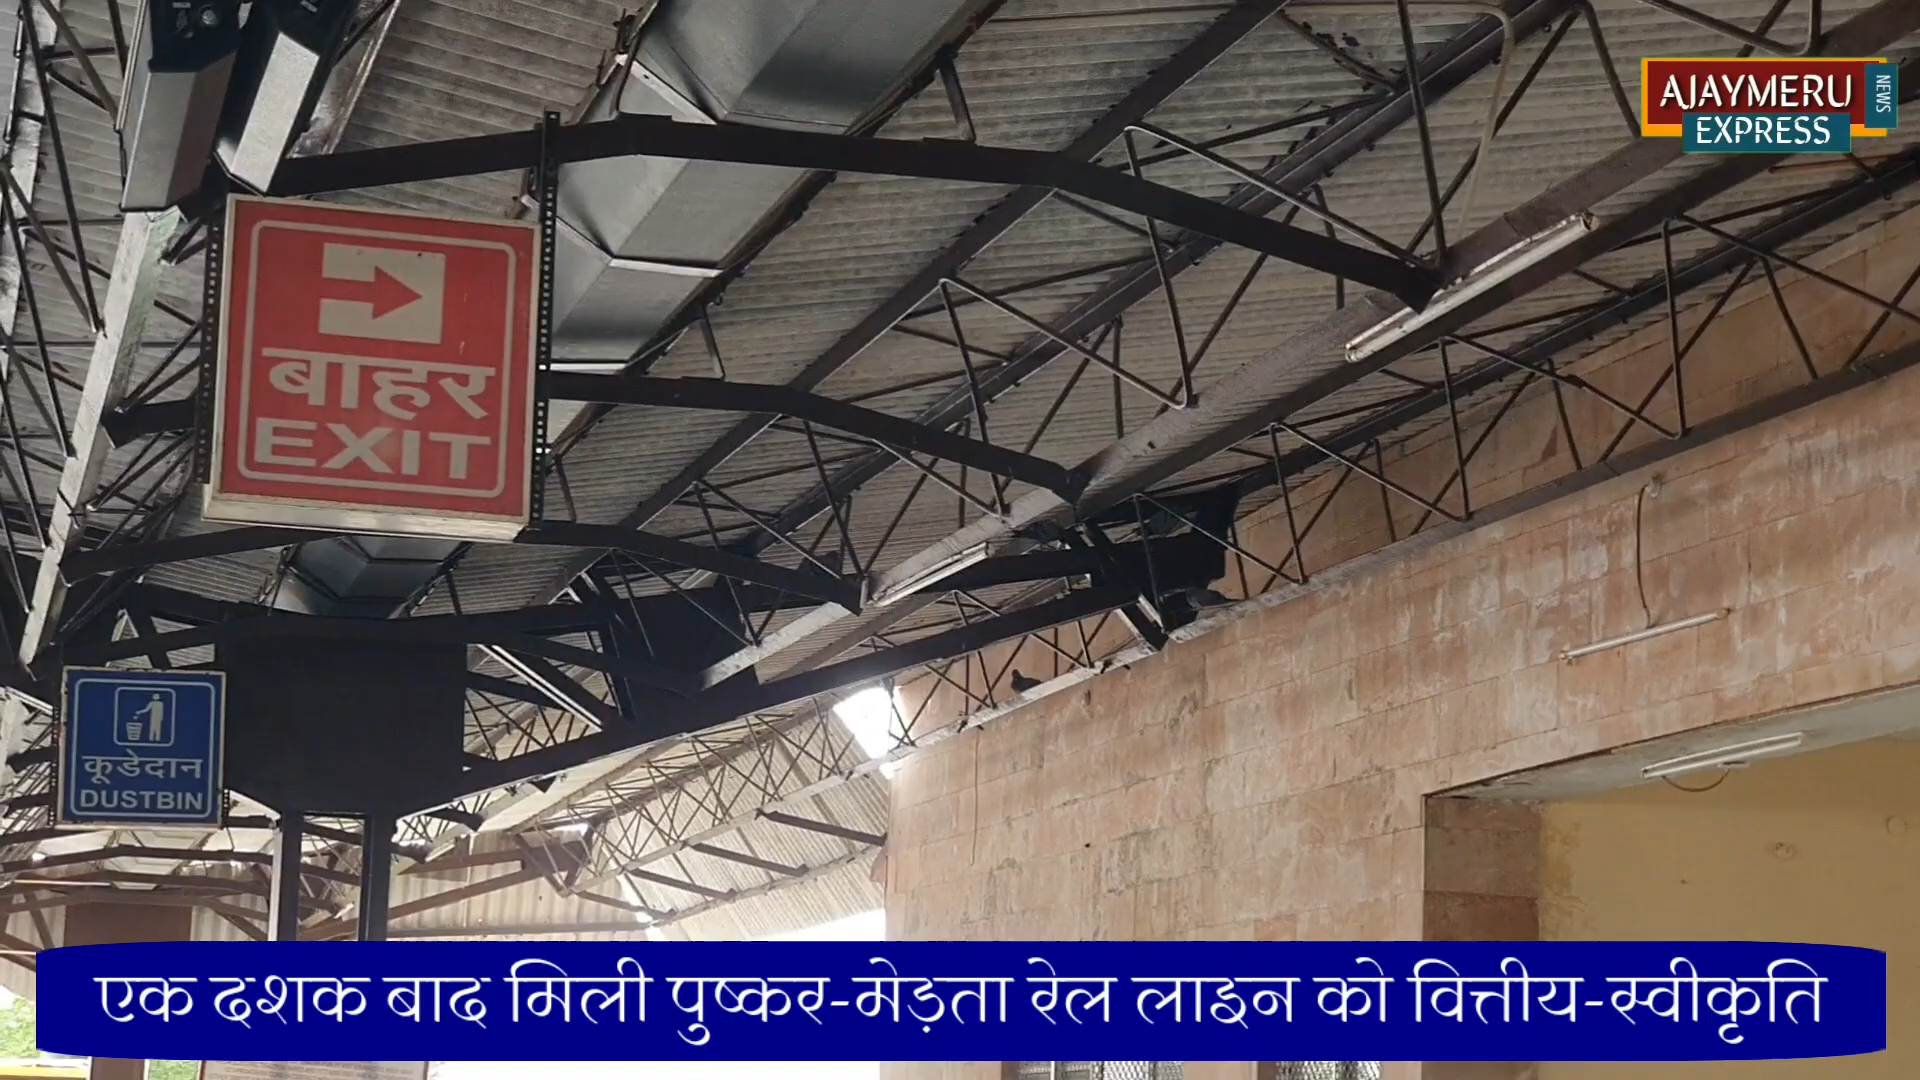 AJAYMERU
NEWS
EXPRESS
बाहर
EXIT
कूडेदान
DUSTBIN
एक दशक बाद मिली पुष्कर-मेड़ता रेल लाइन को वित्तीय-स्वीकृति